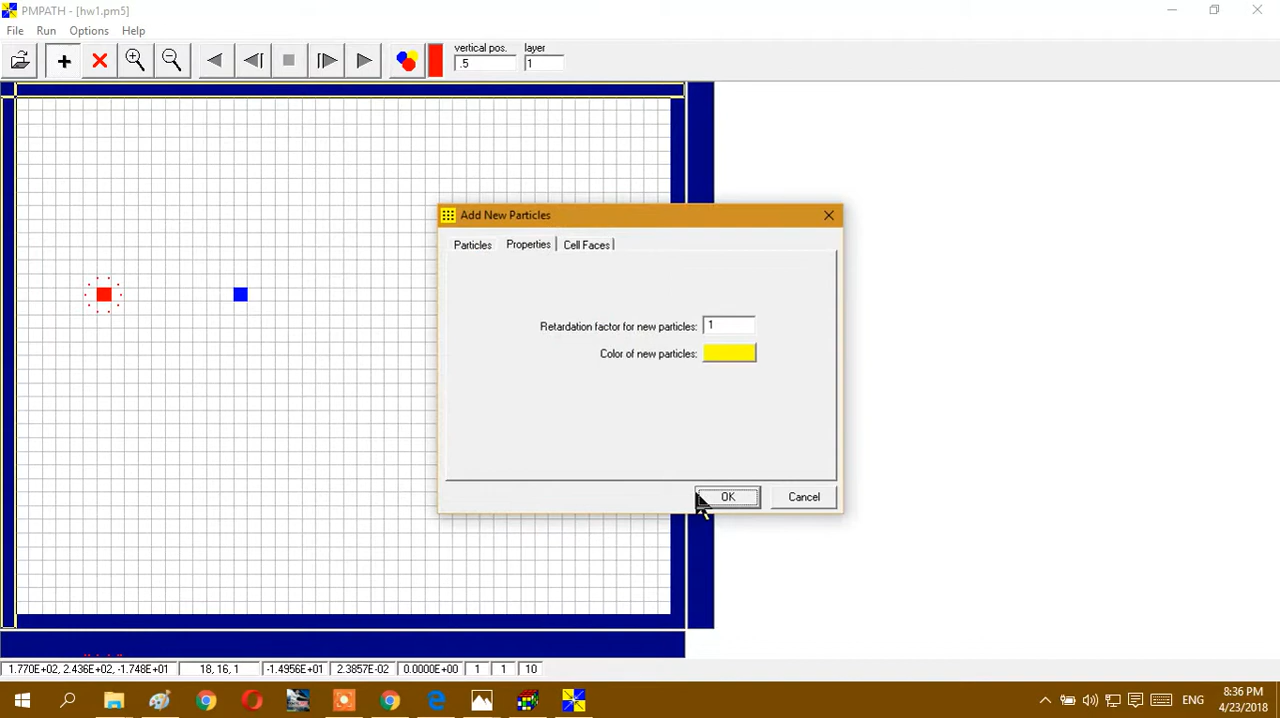 PMPATH - [hw1.pm5]
File Run Options Help
vertical pos. layer
.5 1
Add New Particles
Particles Properties Cell Faces
Retardation factor for new particles: 1
Color of new particles:
OK Cancel
1.770E+02, 2.436E+02, -1.748E+01 18, 16, 1 -1.4956E+01 2.3857E-02 0.0000E+00 1 1 10
ENG
8:36 PM
4/23/2018